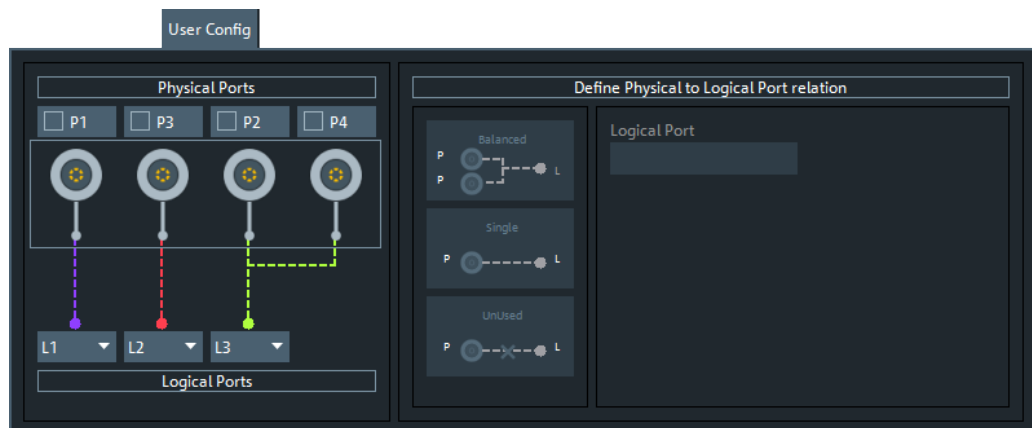 User Config
Physical Ports
P1 P3 P2 P4
L1 L2 L3
Logical Ports
Define Physical to Logical Port relation
Balanced
P
P
L
Single
P L
UnUsed
P L
Logical Port